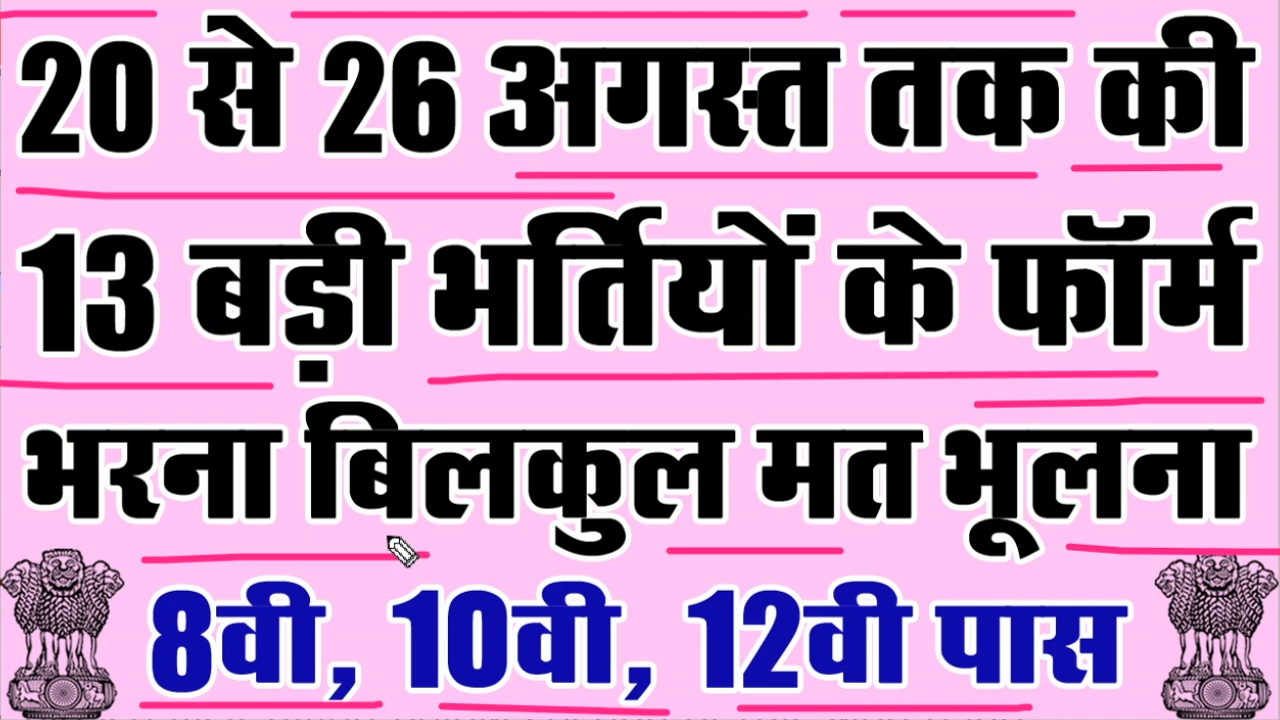 20 से 26 अगस्त तक की
13 बड़ी भर्तियों के फॉर्म
भरना बिलकुल मत भूलना
8वी, 10वी, 12वी पास